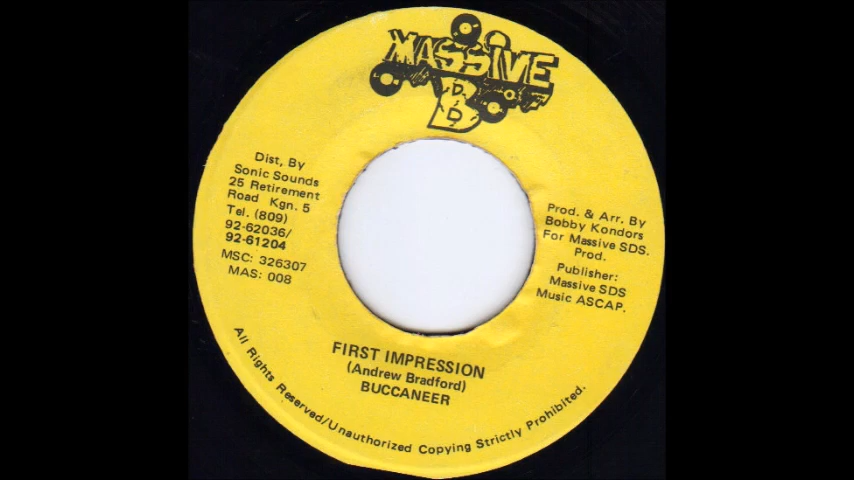 MASSIVE
B
Dist, By
Sonic Sounds
25 Retirement
Road Kgn. 5
Tel. (809)
92-62036/
92-61204
MSC: 326307
MAS: 008
Prod. & Arr. By
Bobby Kondors
For Massive SDS.
Prod.
Publisher:
Massive SDS
Music ASCAP.
FIRST IMPRESSION
(Andrew Bradford)
BUCCANEER
All Rights Reserved/Unauthorized Copying Strictly Prohibited.